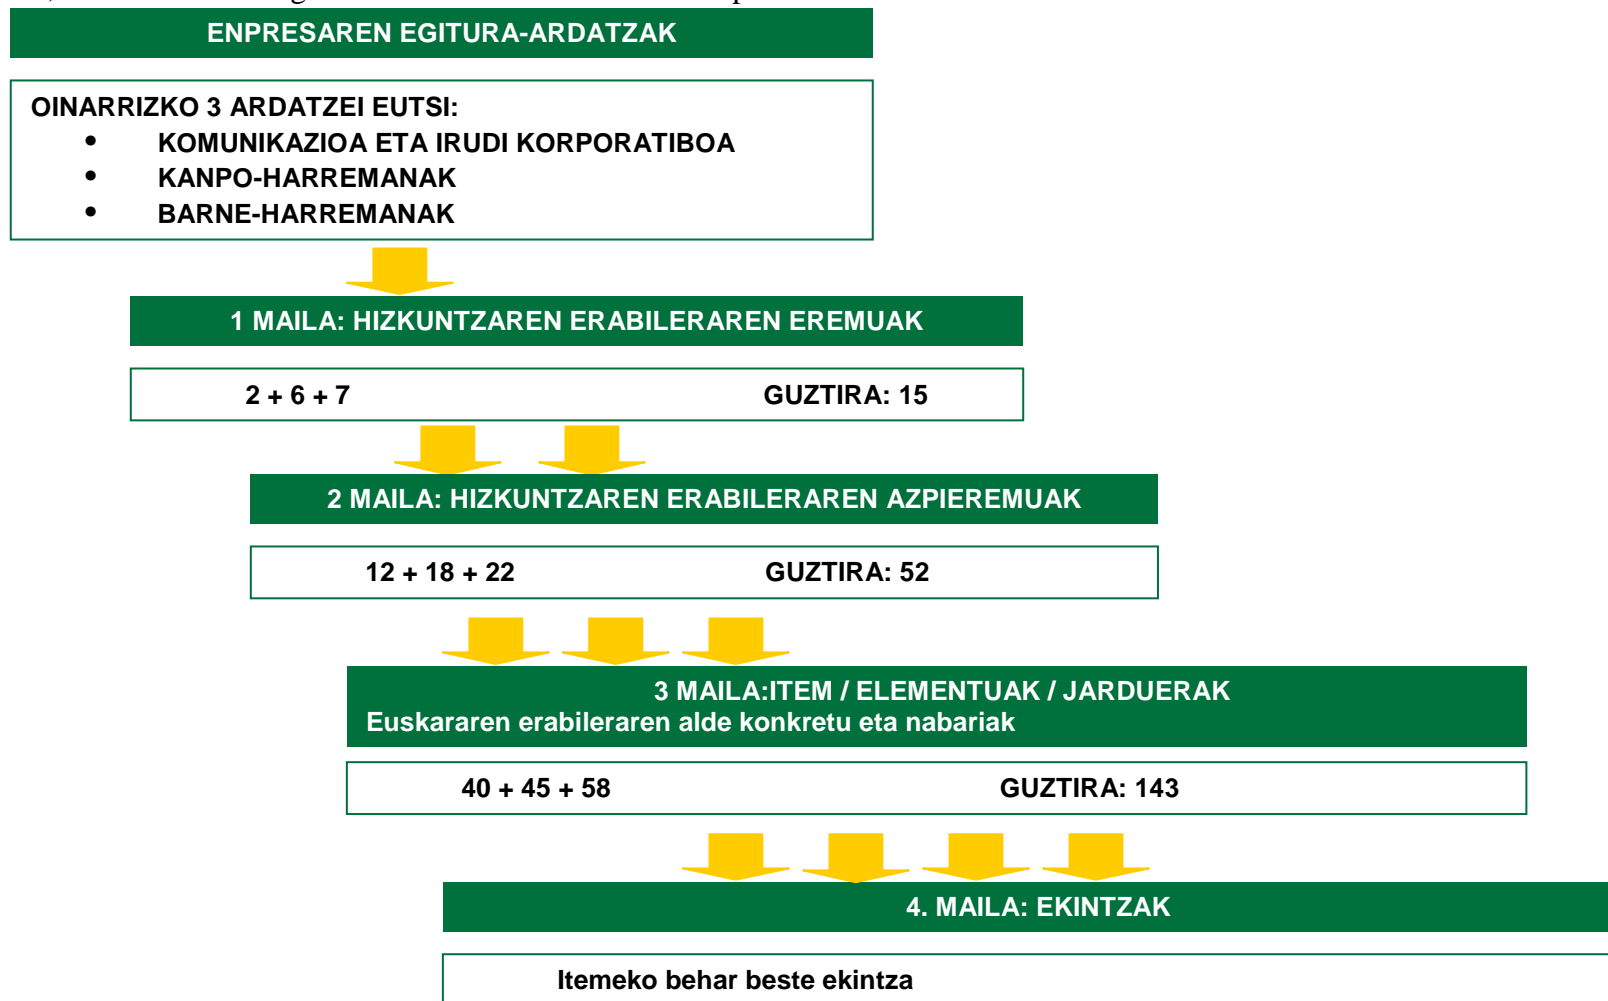 ENPRESAREN EGITURA-ARDATZAK
OINARRIZKO 3 ARDATZEI EUTSI:
• KOMUNIKAZIOA ETA IRUDI KORPORATIBOA
• KANPO-HARREMANAK
• BARNE-HARREMANAK
1 MAILA: HIZKUNTZAREN ERABILERAREN EREMUAK
2 + 6 + 7 GUZTIRA: 15
2 MAILA: HIZKUNTZAREN ERABILERAREN AZPIEREMUAK
12 + 18 + 22 GUZTIRA: 52
3 MAILA:ITEM / ELEMENTUAK / JARDUERAK
Euskararen erabileraren alde konkretu eta nabariak
40 + 45 + 58 GUZTIRA: 143
4. MAILA: EKINTZAK
Itemeko behar beste ekintza